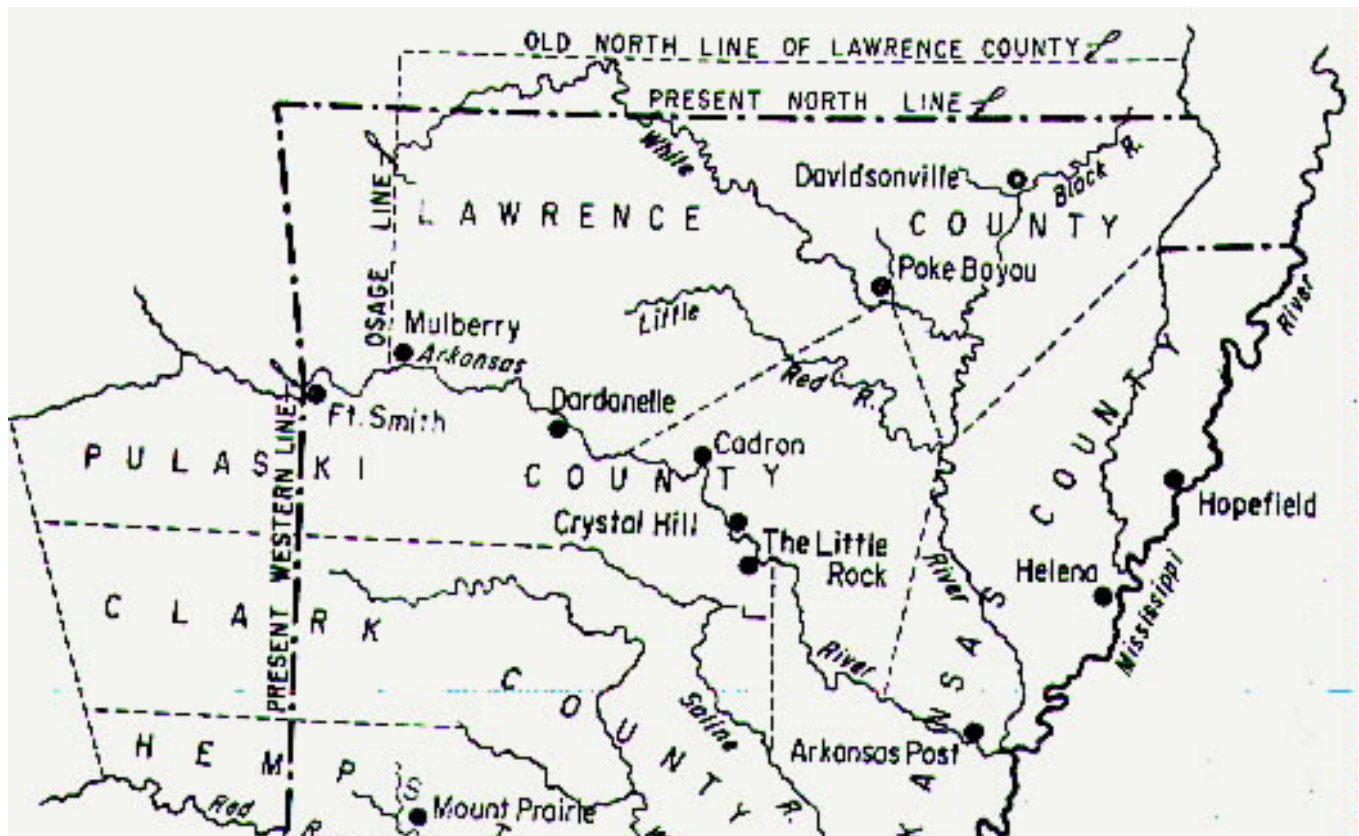 OLD NORTH LINE OF LAWRENCE COUNTY
PRESENT NORTH LINE
White
Davidsonville
Black R.
OSAGE LINE
LAWRENCE
COUNTY
Poke Bayou
River
Little
Red R.
Mulberry
Arkansas
Ft. Smith
Dardanelle
Cadron
PULASKI
COUNTY
COUNTY
Hopefield
Crystal Hill
The Little
Rock
River
Helena
PRESENT WESTERN LINE
CLARK
COUNTY
Mississippi
River
Saline
R.
ANSAS
Arkansas Post
HEMPS
Mount Prairie
Red
R